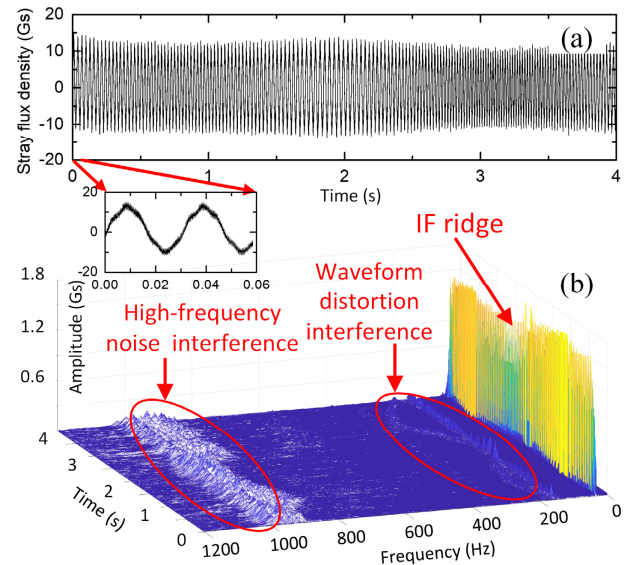 20
10
0
-10
-20
Stray flux density (Gs)
(a)
0 1 2 3 4
Time (s)
20
0
-20
0.00 0.02 0.04 0.06
IF ridge
(b)
Waveform
distortion
interference
High-frequency
noise interference
1.8
1.2
0.6
Amplitude (Gs)
4
3
2
1
0
Time (s)
1200 1000 800 600 400 200 0
Frequency (Hz)